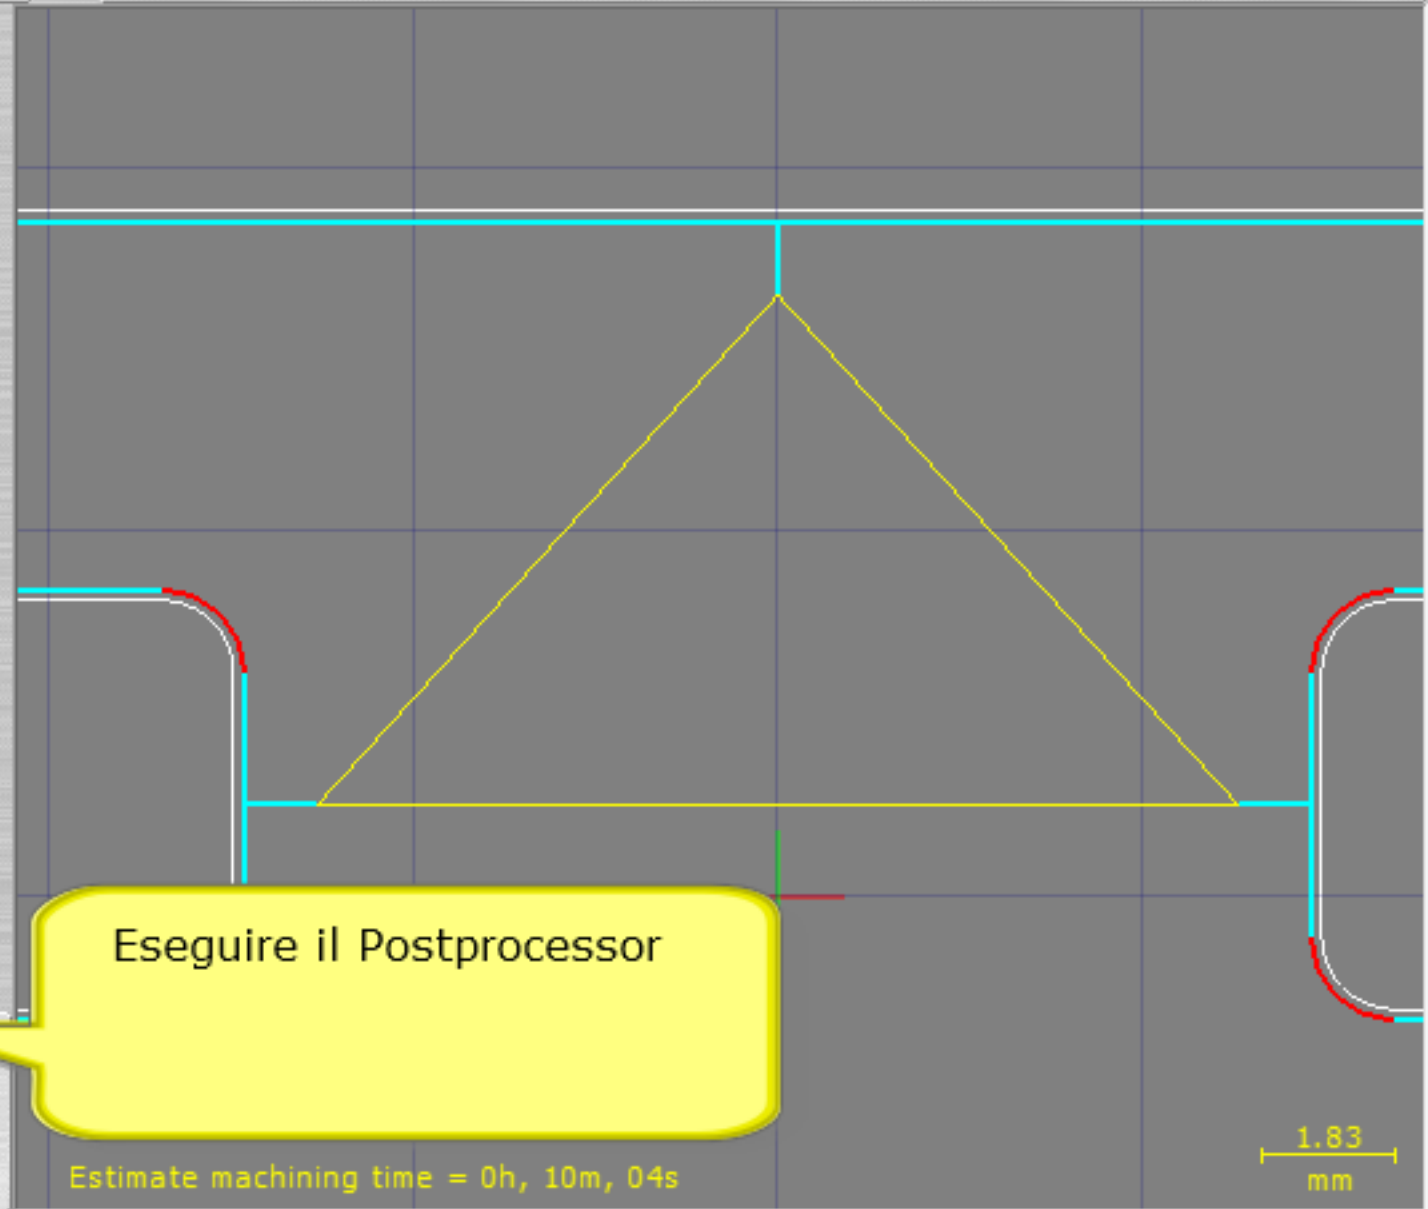 Eseguire il Postprocessor
Estimate machining time = 0h, 10m, 04s
1.83
mm